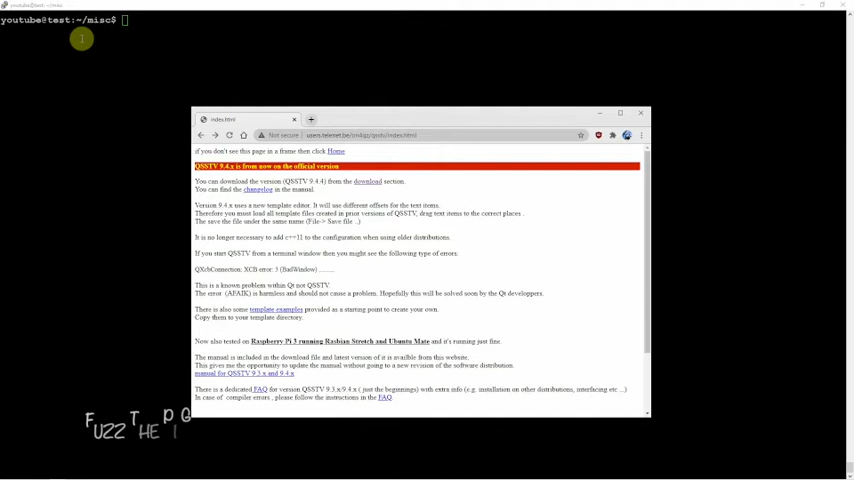 ~/misc
youtube@test:~/misc$
index.html
Not secure
users.telenet.be/on4qz/qsstv/index.html
if you don't see this page in a frame then click Home
QSSTV 9.4.x is from now on the official version
You can download the version (QSSTV 9.4.4) from the download section.
You can find the changelog in the manual.
Version 9.4.x uses a new template editor. It will use different offsets for the text items.
Therefore you must load all template files created in prior versions of QSSTV, drag text items to the correct places .
The save the file under the same name (File-> Save file ..)
It is no longer necessary to add c++11 to the configuration when using older distributions.
If you start QSSTV from a terminal window then you might see the following type of errors:
QXcbConnection: XCB error: 3 (BadWindow) ..........
This is a known problem within Qt not QSSTV.
The error (AFAIK) is harmless and should not cause a problem. Hopefully this will be solved soon by the Qt developpers.
There is also some template examples provided as a starting point to create your own.
Copy them to your template directory.
Now also tested on Raspberry Pi 3 running Rasbian Stretch and Ubuntu Mate and it's running just fine.
The manual is included in the download file and latest version of it is availble from this website.
This gives me the opportunity to update the manual without going to a new revision of the software distribution.
manual for QSSTV 9.3.x and 9.4.x
There is a dedicated FAQ for version QSSTV 9.3.x/9.4.x ( just the beginnings) with extra info (e.g. installation on other distributions, interfacing etc ...)
In case of compiler errors , please follow the instructions in the FAQ.
FUZZ THE PIG